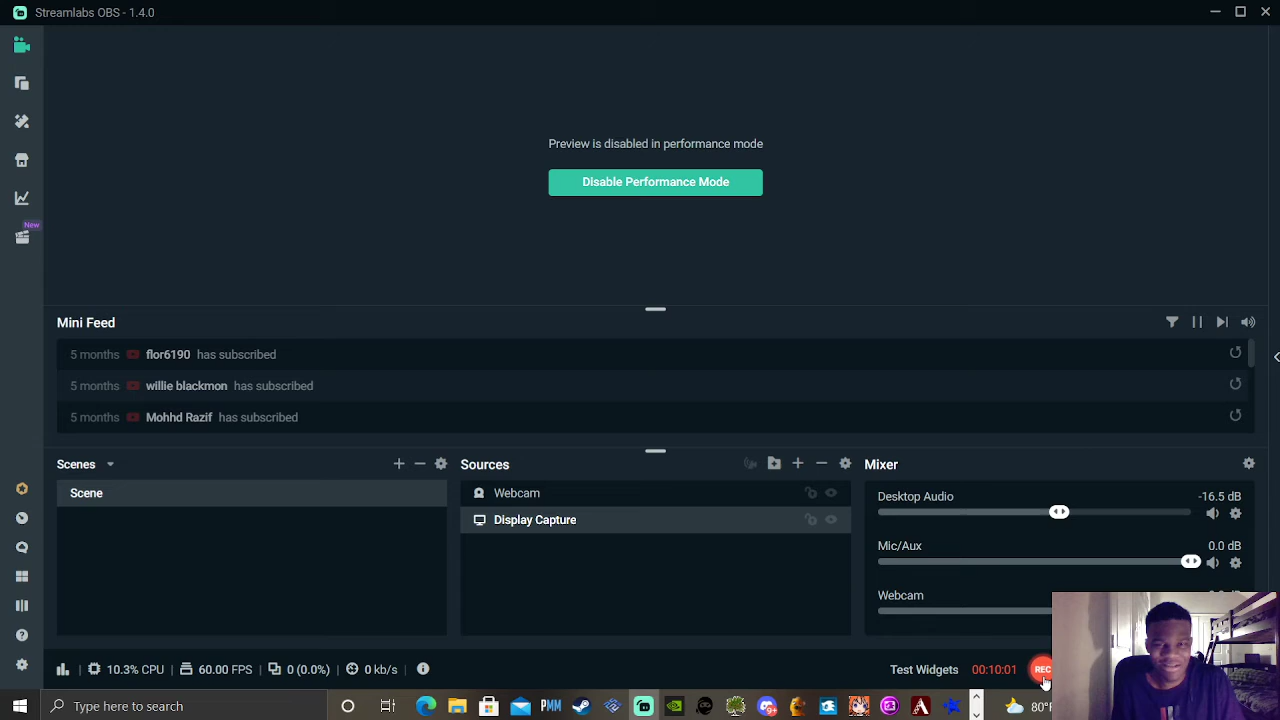 Streamlabs OBS - 1.4.0
Preview is disabled in performance mode
Disable Performance Mode
New
Mini Feed
5 months flor6190 has subscribed
5 months willie blackmon has subscribed
5 months Mohhd Razif has subscribed
Scenes
Scene
Sources
Webcam
Display Capture
Mixer
Desktop Audio -16.5 dB
Mic/Aux 0.0 dB
Webcam
10.3% CPU 60.00 FPS 0 (0.0%) 0 kb/s
Test Widgets 00:10:01 REC
Type here to search
PMM
80°F